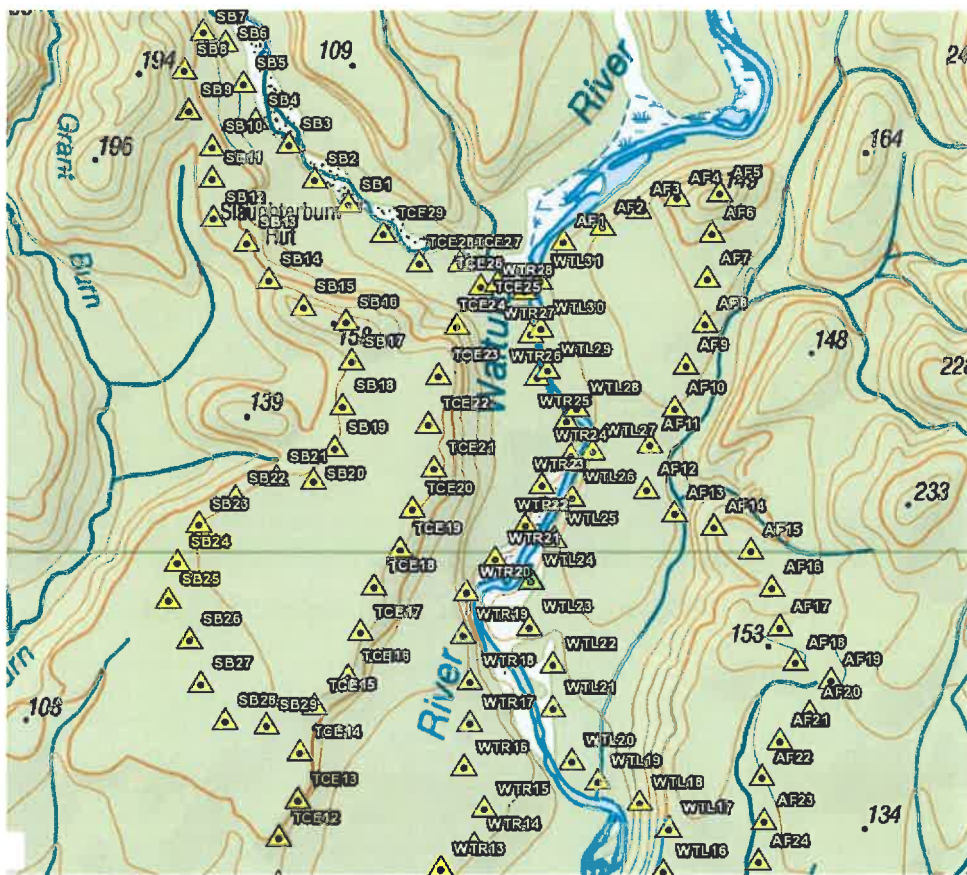 SB7
SB6
SB8
SB5
194
109
SB9
SB4
SB10
SB3
196
Grant
SB11
SB2
SB12
SB1
Slaughterburn
Hut
SB14
TCE29
TCE27
SB15
TCE26
SB16
TCE24
TCE25
SB17
TCE23
SB18
139
TCE22
SB19
TCE21
SB21
SB20
SB22
TCE20
SB23
TCE19
SB24
TCE18
SB25
TCE17
SB26
TCE16
SB27
TCE15
SB28
SB29
TCE14
TCE13
TCE12
108
Burn
River
River
164
AF1
AF2
AF3
AF4
AF5
AF6
AF7
AF8
AF9
AF10
AF11
AF12
AF13
AF14
AF15
AF16
AF17
AF18
AF19
AF20
AF21
AF22
AF23
AF24
148
233
153
134
WTL31
WTR28
WTL30
WTR27
WTL29
WTR26
WTL28
WTR25
WTL27
WTR24
WTL26
WTR23
WTL25
WTR22
WTL24
WTR21
WTR20
WTL23
WTR19
WTL22
WTR18
WTL21
WTR17
WTL20
WTR16
WTL19
WTR15
WTL18
WTR14
WTL17
WTR13
WTL16